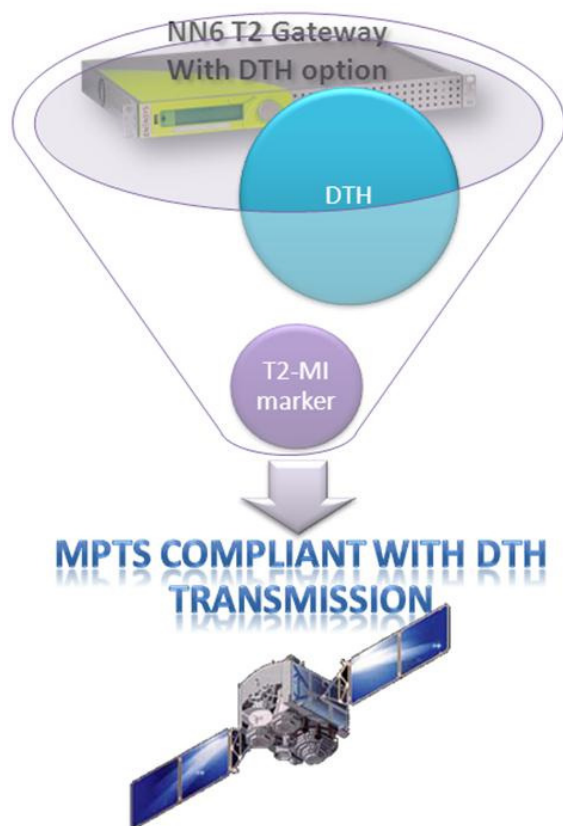 NN6 T2 Gateway
With DTH option
DTH
T2-MI
marker
MPTS COMPLIANT WITH DTH
TRANSMISSION